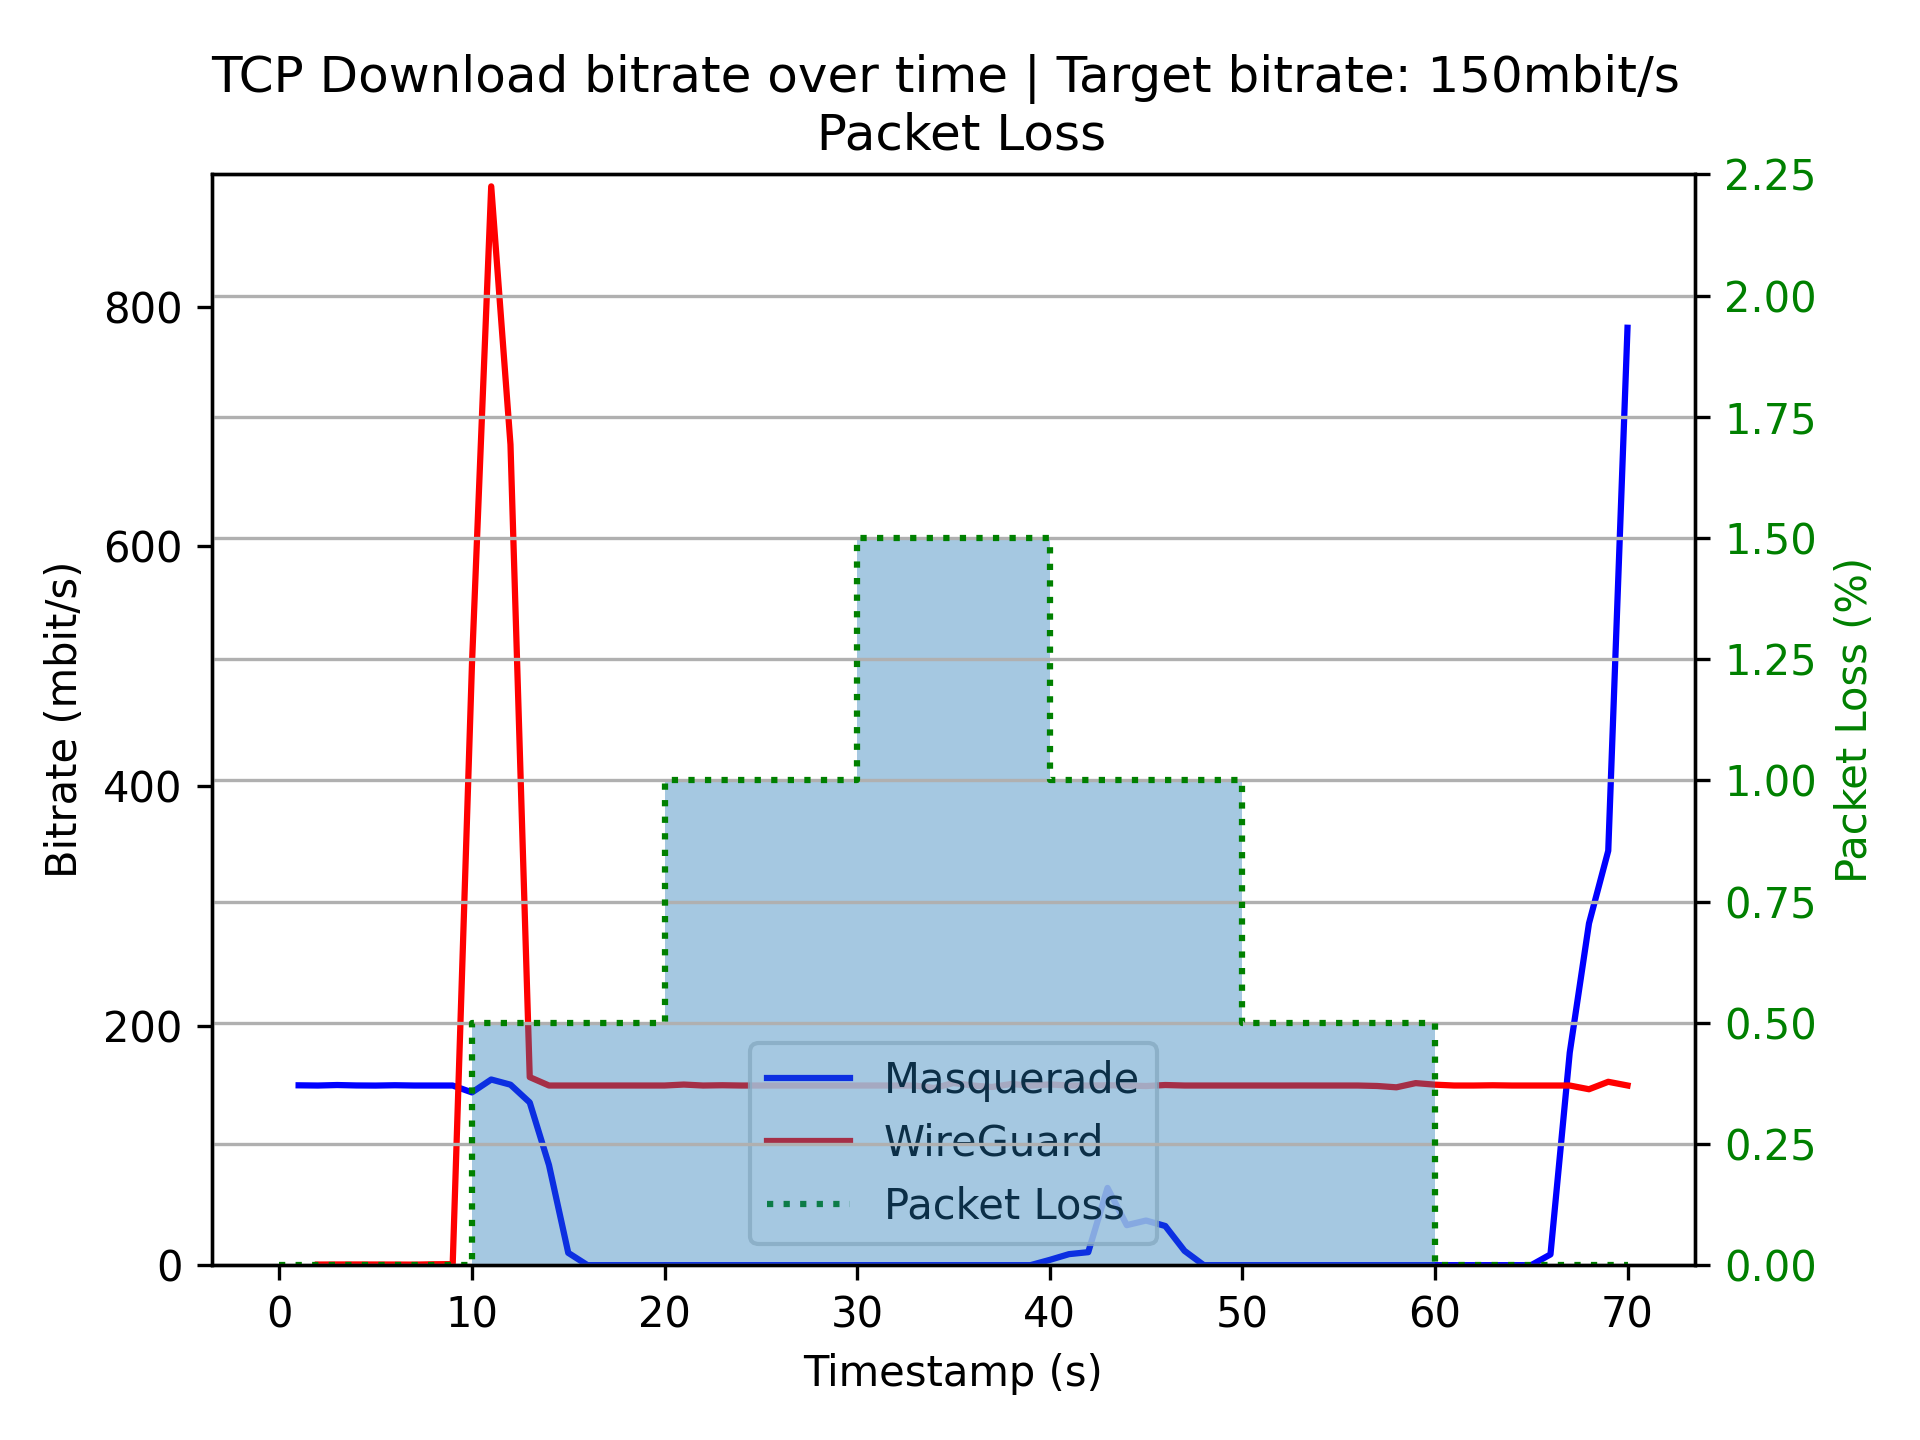 TCP Download bitrate over time | Target bitrate: 150mbit/s
Packet Loss
Bitrate (mbit/s)
800
600
400
200
0
2.25
2.00
1.75
1.50
1.25
1.00
0.75
0.50
0.25
0.00
Packet Loss (%)
Masquerade
WireGuard
Packet Loss
0 10 20 30 40 50 60 70
Timestamp (s)